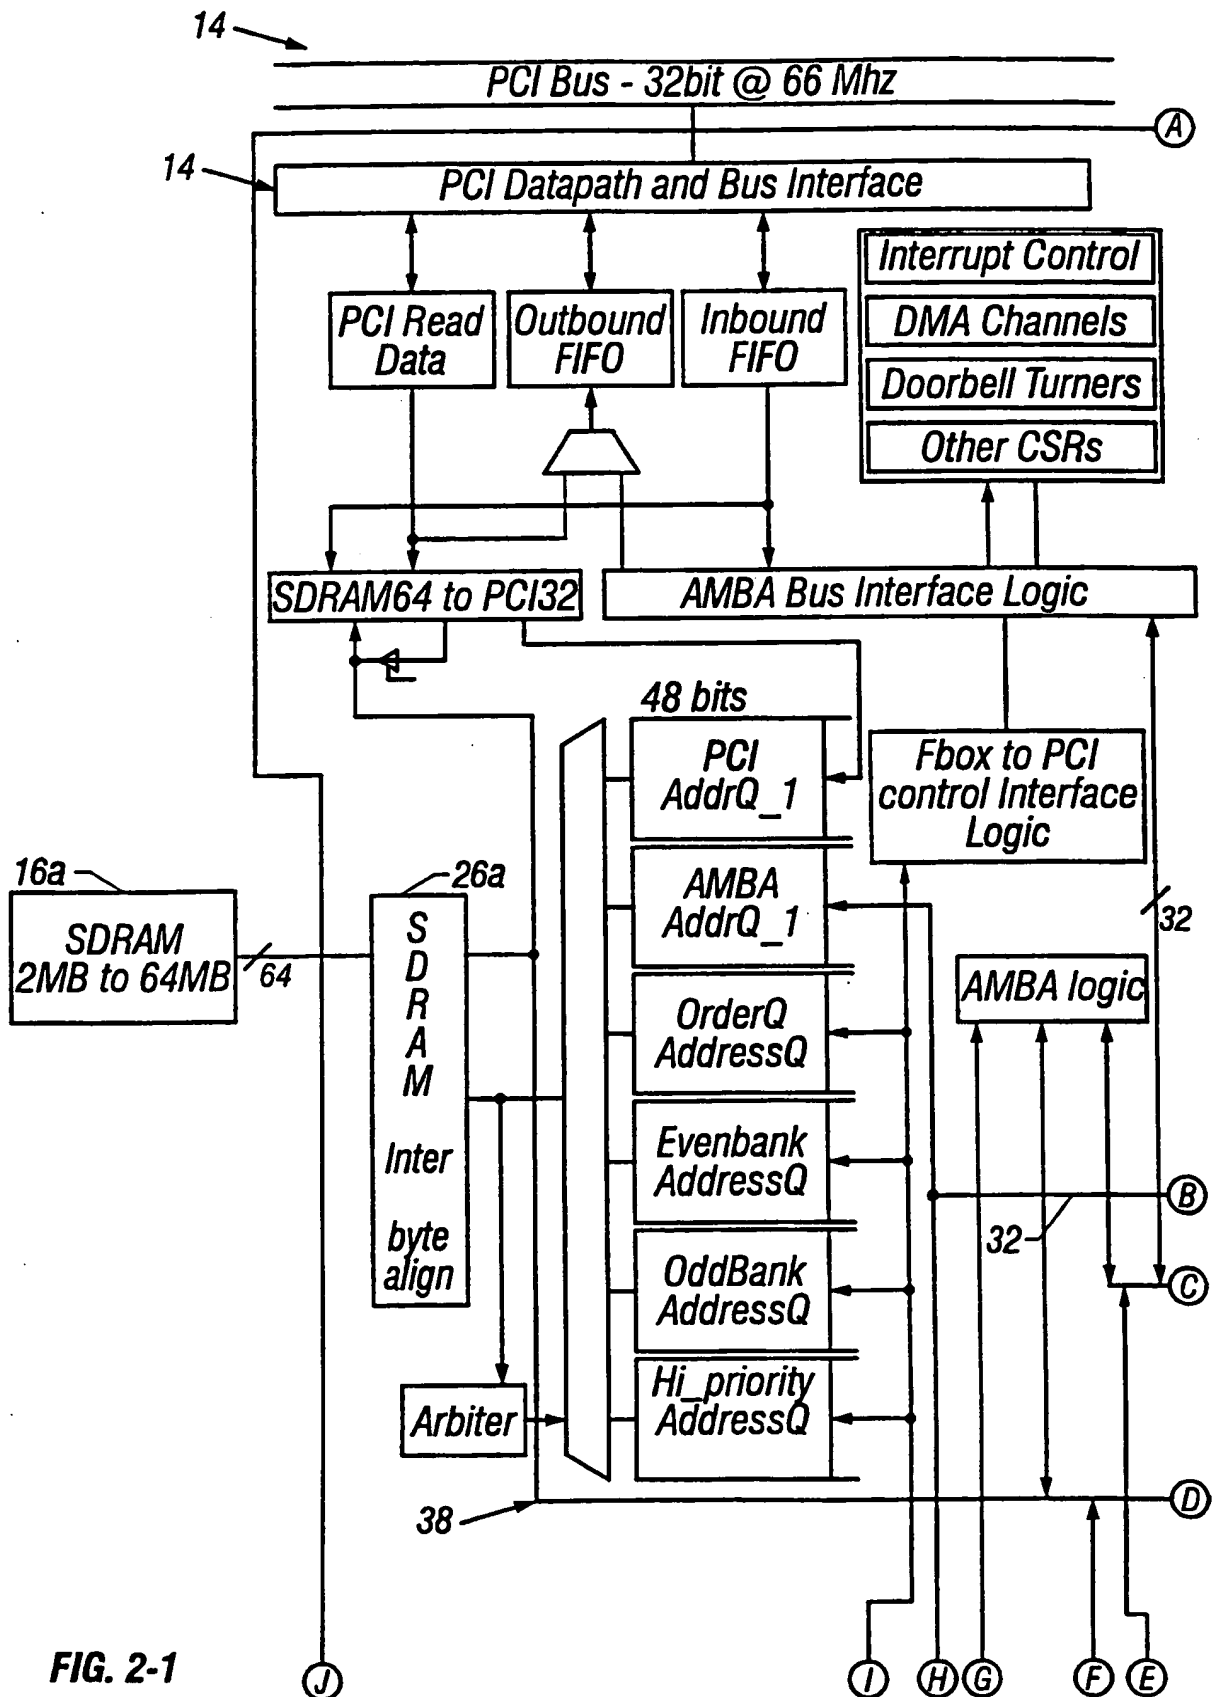 14
PCI Bus - 32bit @ 66 Mhz
A
14
PCI Datapath and Bus Interface
Interrupt Control
DMA Channels
Doorbell Turners
Other CSRs
PCI Read
Data
Outbound
FIFO
Inbound
FIFO
SDRAM64 to PCI32
AMBA Bus Interface Logic
48 bits
PCI
AddrQ_1
Fbox to PCI
control Interface
Logic
16a
SDRAM
2MB to 64MB
64
26a
S
D
R
A
M
Inter
byte
align
AMBA
AddrQ_1
32
AMBA logic
OrderQ
AddressQ
Evenbank
AddressQ
B
32
OddBank
AddressQ
C
Hi_priority
AddressQ
Arbiter
38
D
FIG. 2-1
J
I
H
G
F
E